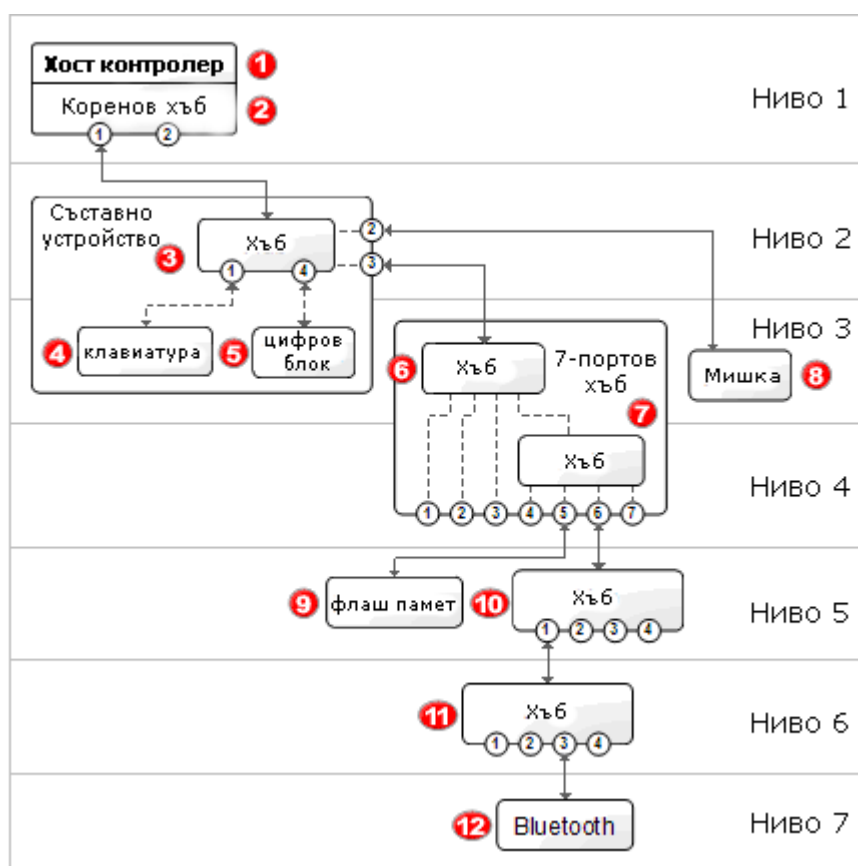 Хост контролер 1
Коренов хъб 2
1 2
Ниво 1
Съставно
устройство 3
Хъб
2
3
1 4
Ниво 2
4 клавиатура
5 цифров
блок
Ниво 3
6 Хъб
7-портов
хъб
7
Мишка 8
Хъб
1 2 3 4 5 6 7
Ниво 4
9 флаш памет
10 Хъб
1 2 3 4
Ниво 5
11 Хъб
1 2 3 4
Ниво 6
12 Bluetooth
Ниво 7